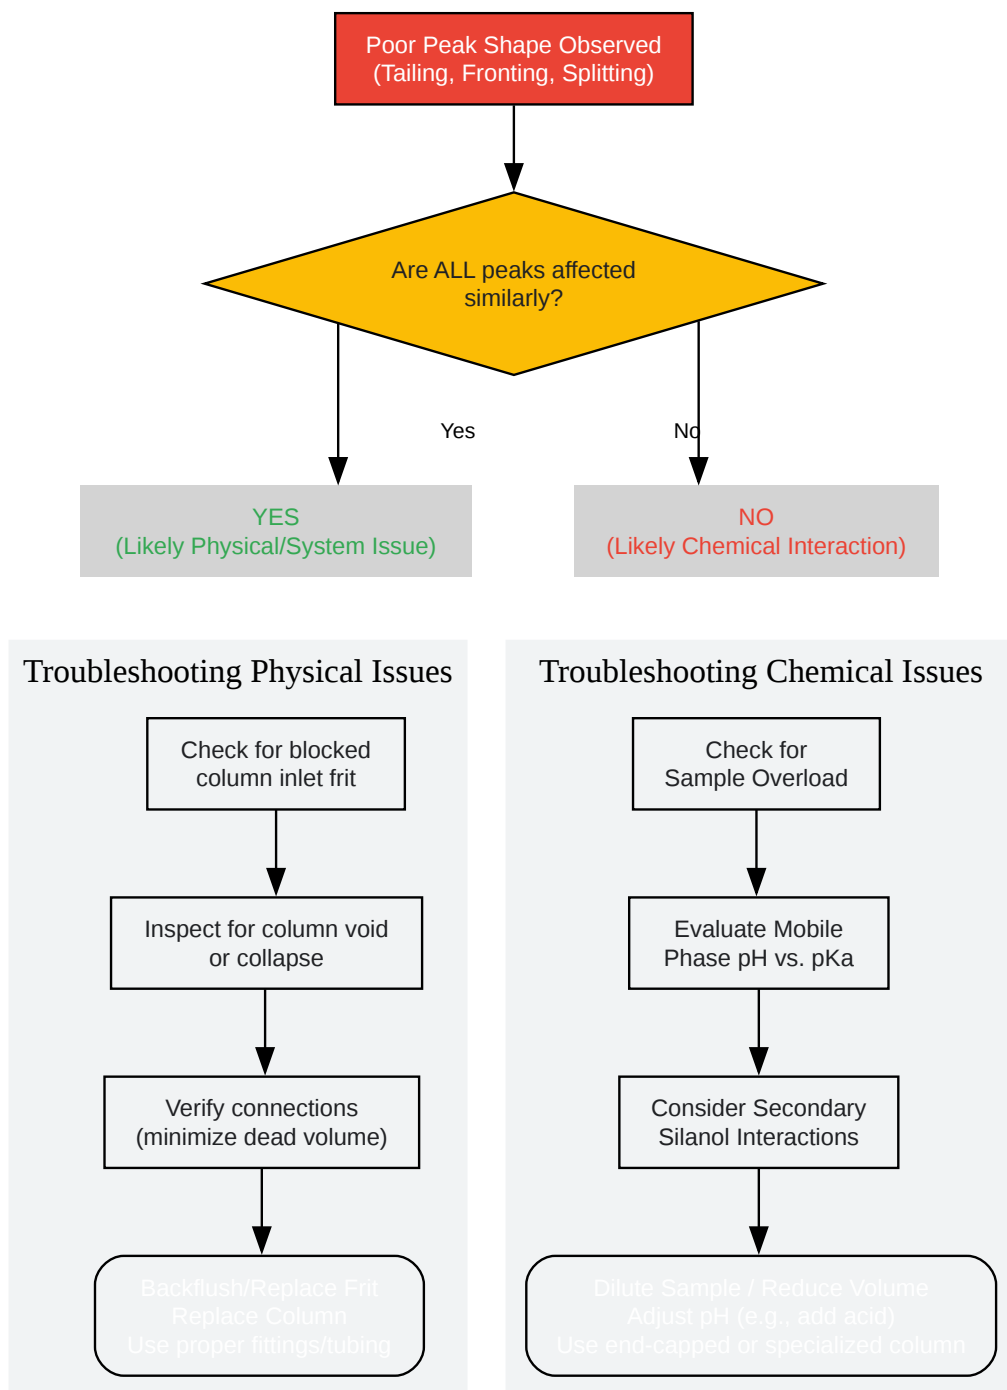 Poor Peak Shape Observed
(Tailing, Fronting, Splitting)
Are ALL peaks affected
similarly?
Yes
No
YES
(Likely Physical/System Issue)
NO
(Likely Chemical Interaction)
Troubleshooting Physical Issues
Check for blocked
column inlet frit
Inspect for column void
or collapse
Verify connections
(minimize dead volume)
Backflush/Replace Frit
Replace Column
Use proper fittings/tubing
Troubleshooting Chemical Issues
Check for
Sample Overload
Evaluate Mobile
Phase pH vs. pKa
Consider Secondary
Silanol Interactions
Dilute Sample / Reduce Volume
Adjust pH (e.g., add acid)
Use end-capped or specialized column